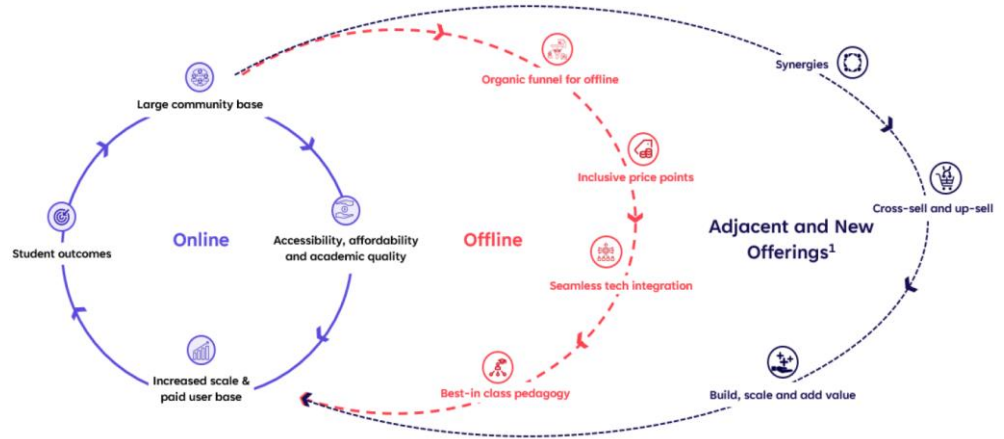 Large community base
Accessibility, affordability
and academic quality
Increased scale &
paid user base
Student outcomes
Online
Organic funnel for offline
Inclusive price points
Seamless tech integration
Best-in class pedagogy
Offline
Synergies
Cross-sell and up-sell
Build, scale and add value
Adjacent and New
Offerings¹